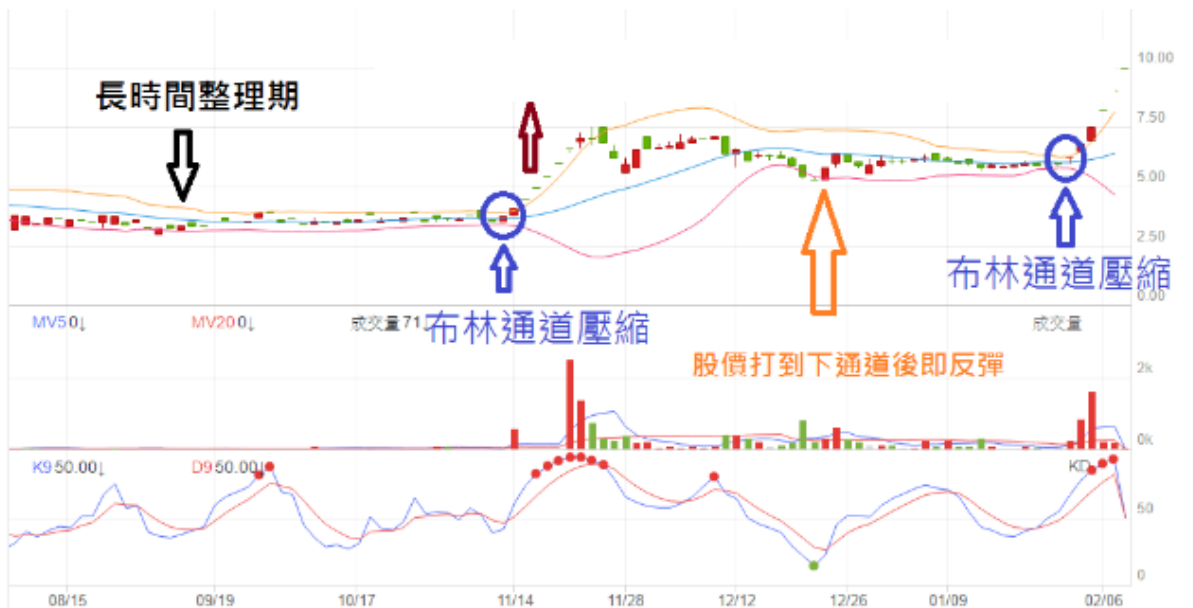 10.00
長時間整理期
7.50
5.00
2.50
布林通道壓縮
0.00
MV5 0↓ MV20 0↓ 成交量 71↓ 成交量
布林通道壓縮
股價打到下通道後即反彈
2k
0k
K9 50.00↓ D9 50.00↓ KD
50
0
08/15 09/19 10/17 11/14 11/28 12/12 12/26 01/09 02/06